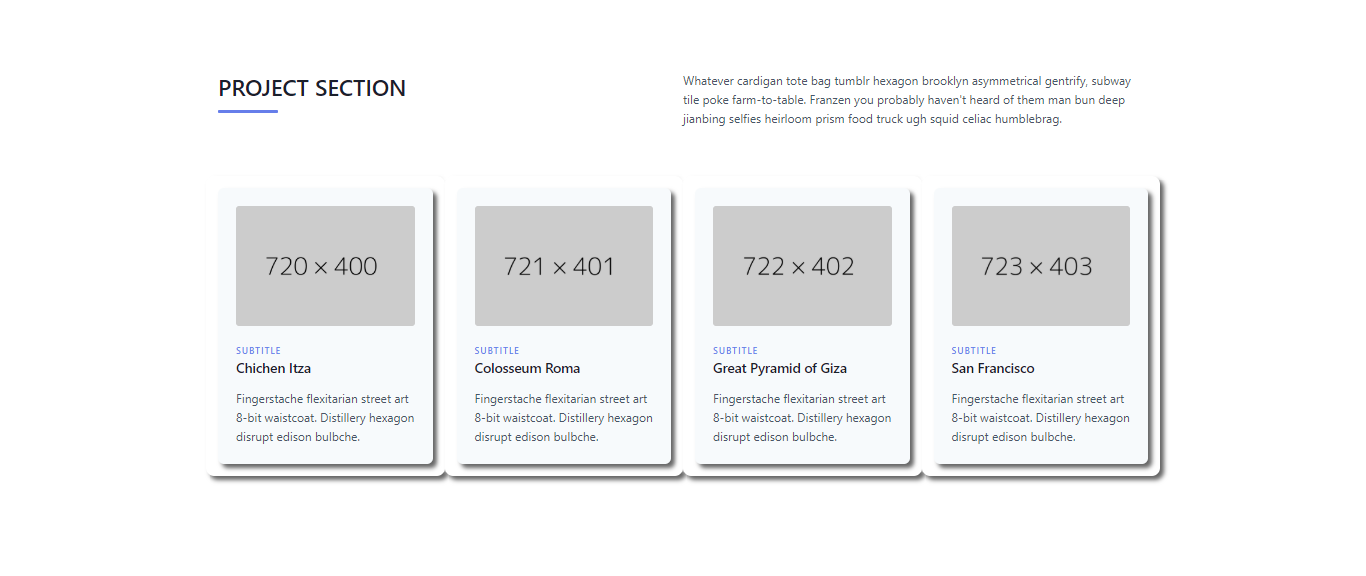 PROJECT SECTION
Whatever cardigan tote bag tumblr hexagon brooklyn asymmetrical gentrify, subway
tile poke farm-to-table. Franzen you probably haven't heard of them man bun deep
jianbing selfies heirloom prism food truck ugh squid celiac humblebrag.
720 × 400
SUBTITLE
Chichen Itza
Fingerstache flexitarian street art
8-bit waistcoat. Distillery hexagon
disrupt edison bulbche.
721 × 401
SUBTITLE
Colosseum Roma
Fingerstache flexitarian street art
8-bit waistcoat. Distillery hexagon
disrupt edison bulbche.
722 × 402
SUBTITLE
Great Pyramid of Giza
Fingerstache flexitarian street art
8-bit waistcoat. Distillery hexagon
disrupt edison bulbche.
723 × 403
SUBTITLE
San Francisco
Fingerstache flexitarian street art
8-bit waistcoat. Distillery hexagon
disrupt edison bulbche.